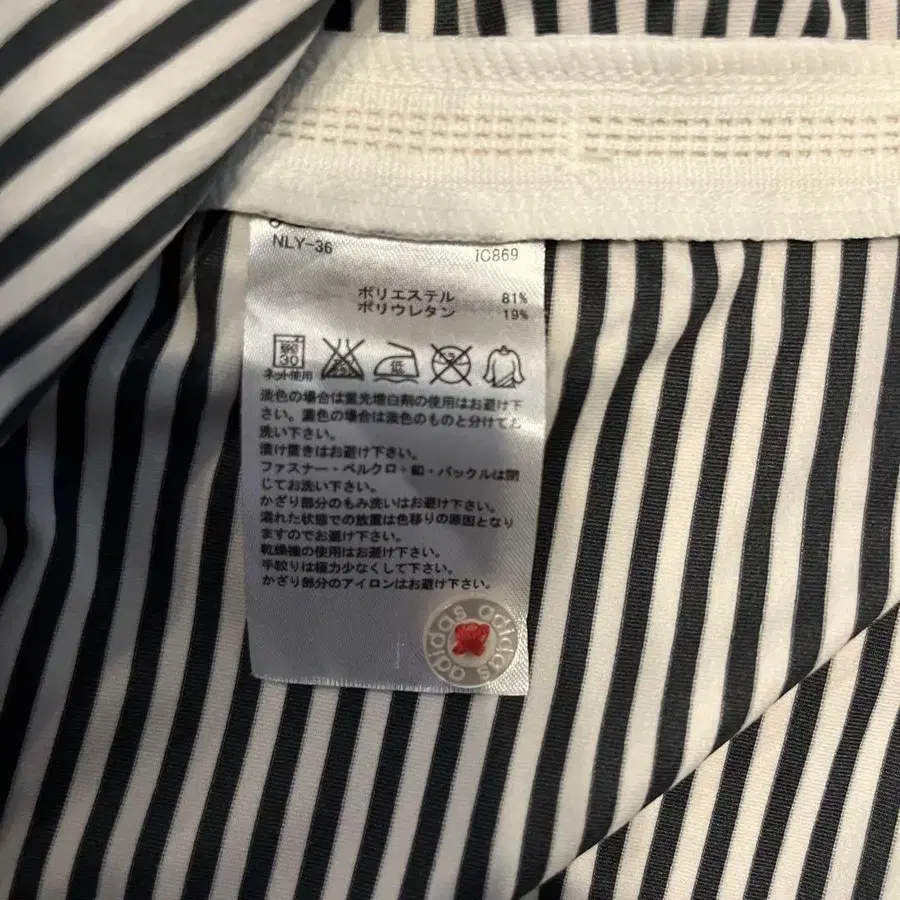 NLY-36 IC869
ポリエステル 81%
ポリウレタン 19%
30 低
ネット使用
淡色の場合は蛍光増白剤の使用はお避け下
さい。濃色の場合は淡色のものと分けてお
洗い下さい。
漬け置きはお避け下さい。
ファスナー・ベルクロ・釦・バックルは閉
じてお洗い下さい。
かざり部分のもみ洗いはお避け下さい。
濡れた状態での放置は色移りの原因となり
ますのでお避け下さい。
乾燥機の使用はお避け下さい。
手絞りは極力少なくして下さい。
かざり部分のアイロンはお避け下さい。
adidas adidas